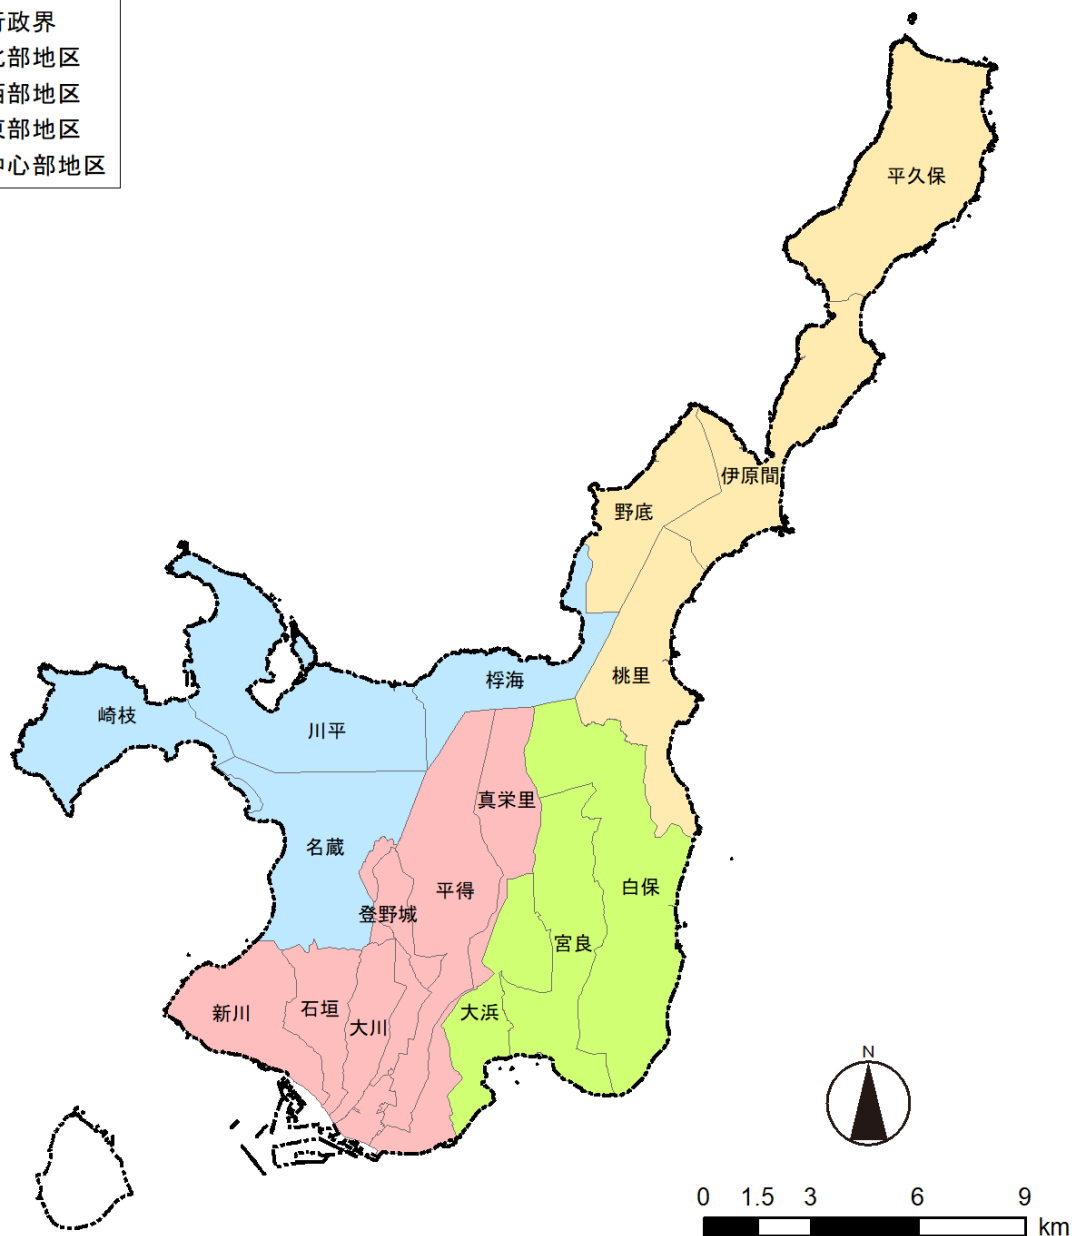 行政界
北部地区
西部地区
東部地区
中心部地区
平久保
伊原間
野底
桃里
桴海
崎枝
川平
真栄里
名蔵
平得
白保
登野城
宮良
新川
石垣
大浜
大川
N
0 1.5 3 6 9
km